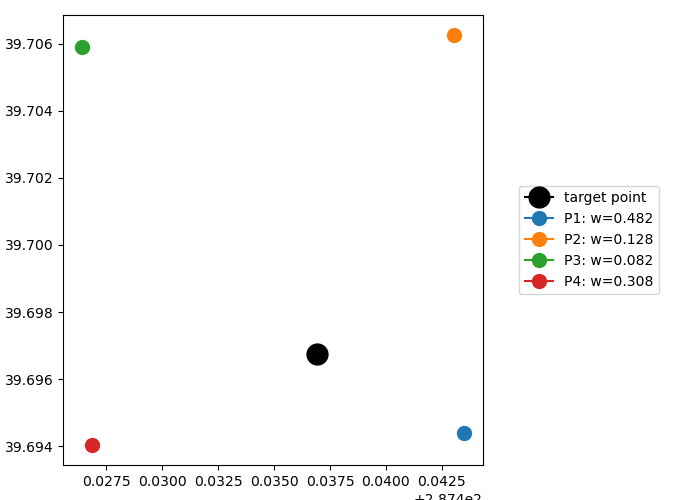 39.706
39.704
39.702
39.700
39.698
39.696
39.694
0.0275 0.0300 0.0325 0.0350 0.0375 0.0400 0.0425
+2.874e2
target point
P1: w=0.482
P2: w=0.128
P3: w=0.082
P4: w=0.308